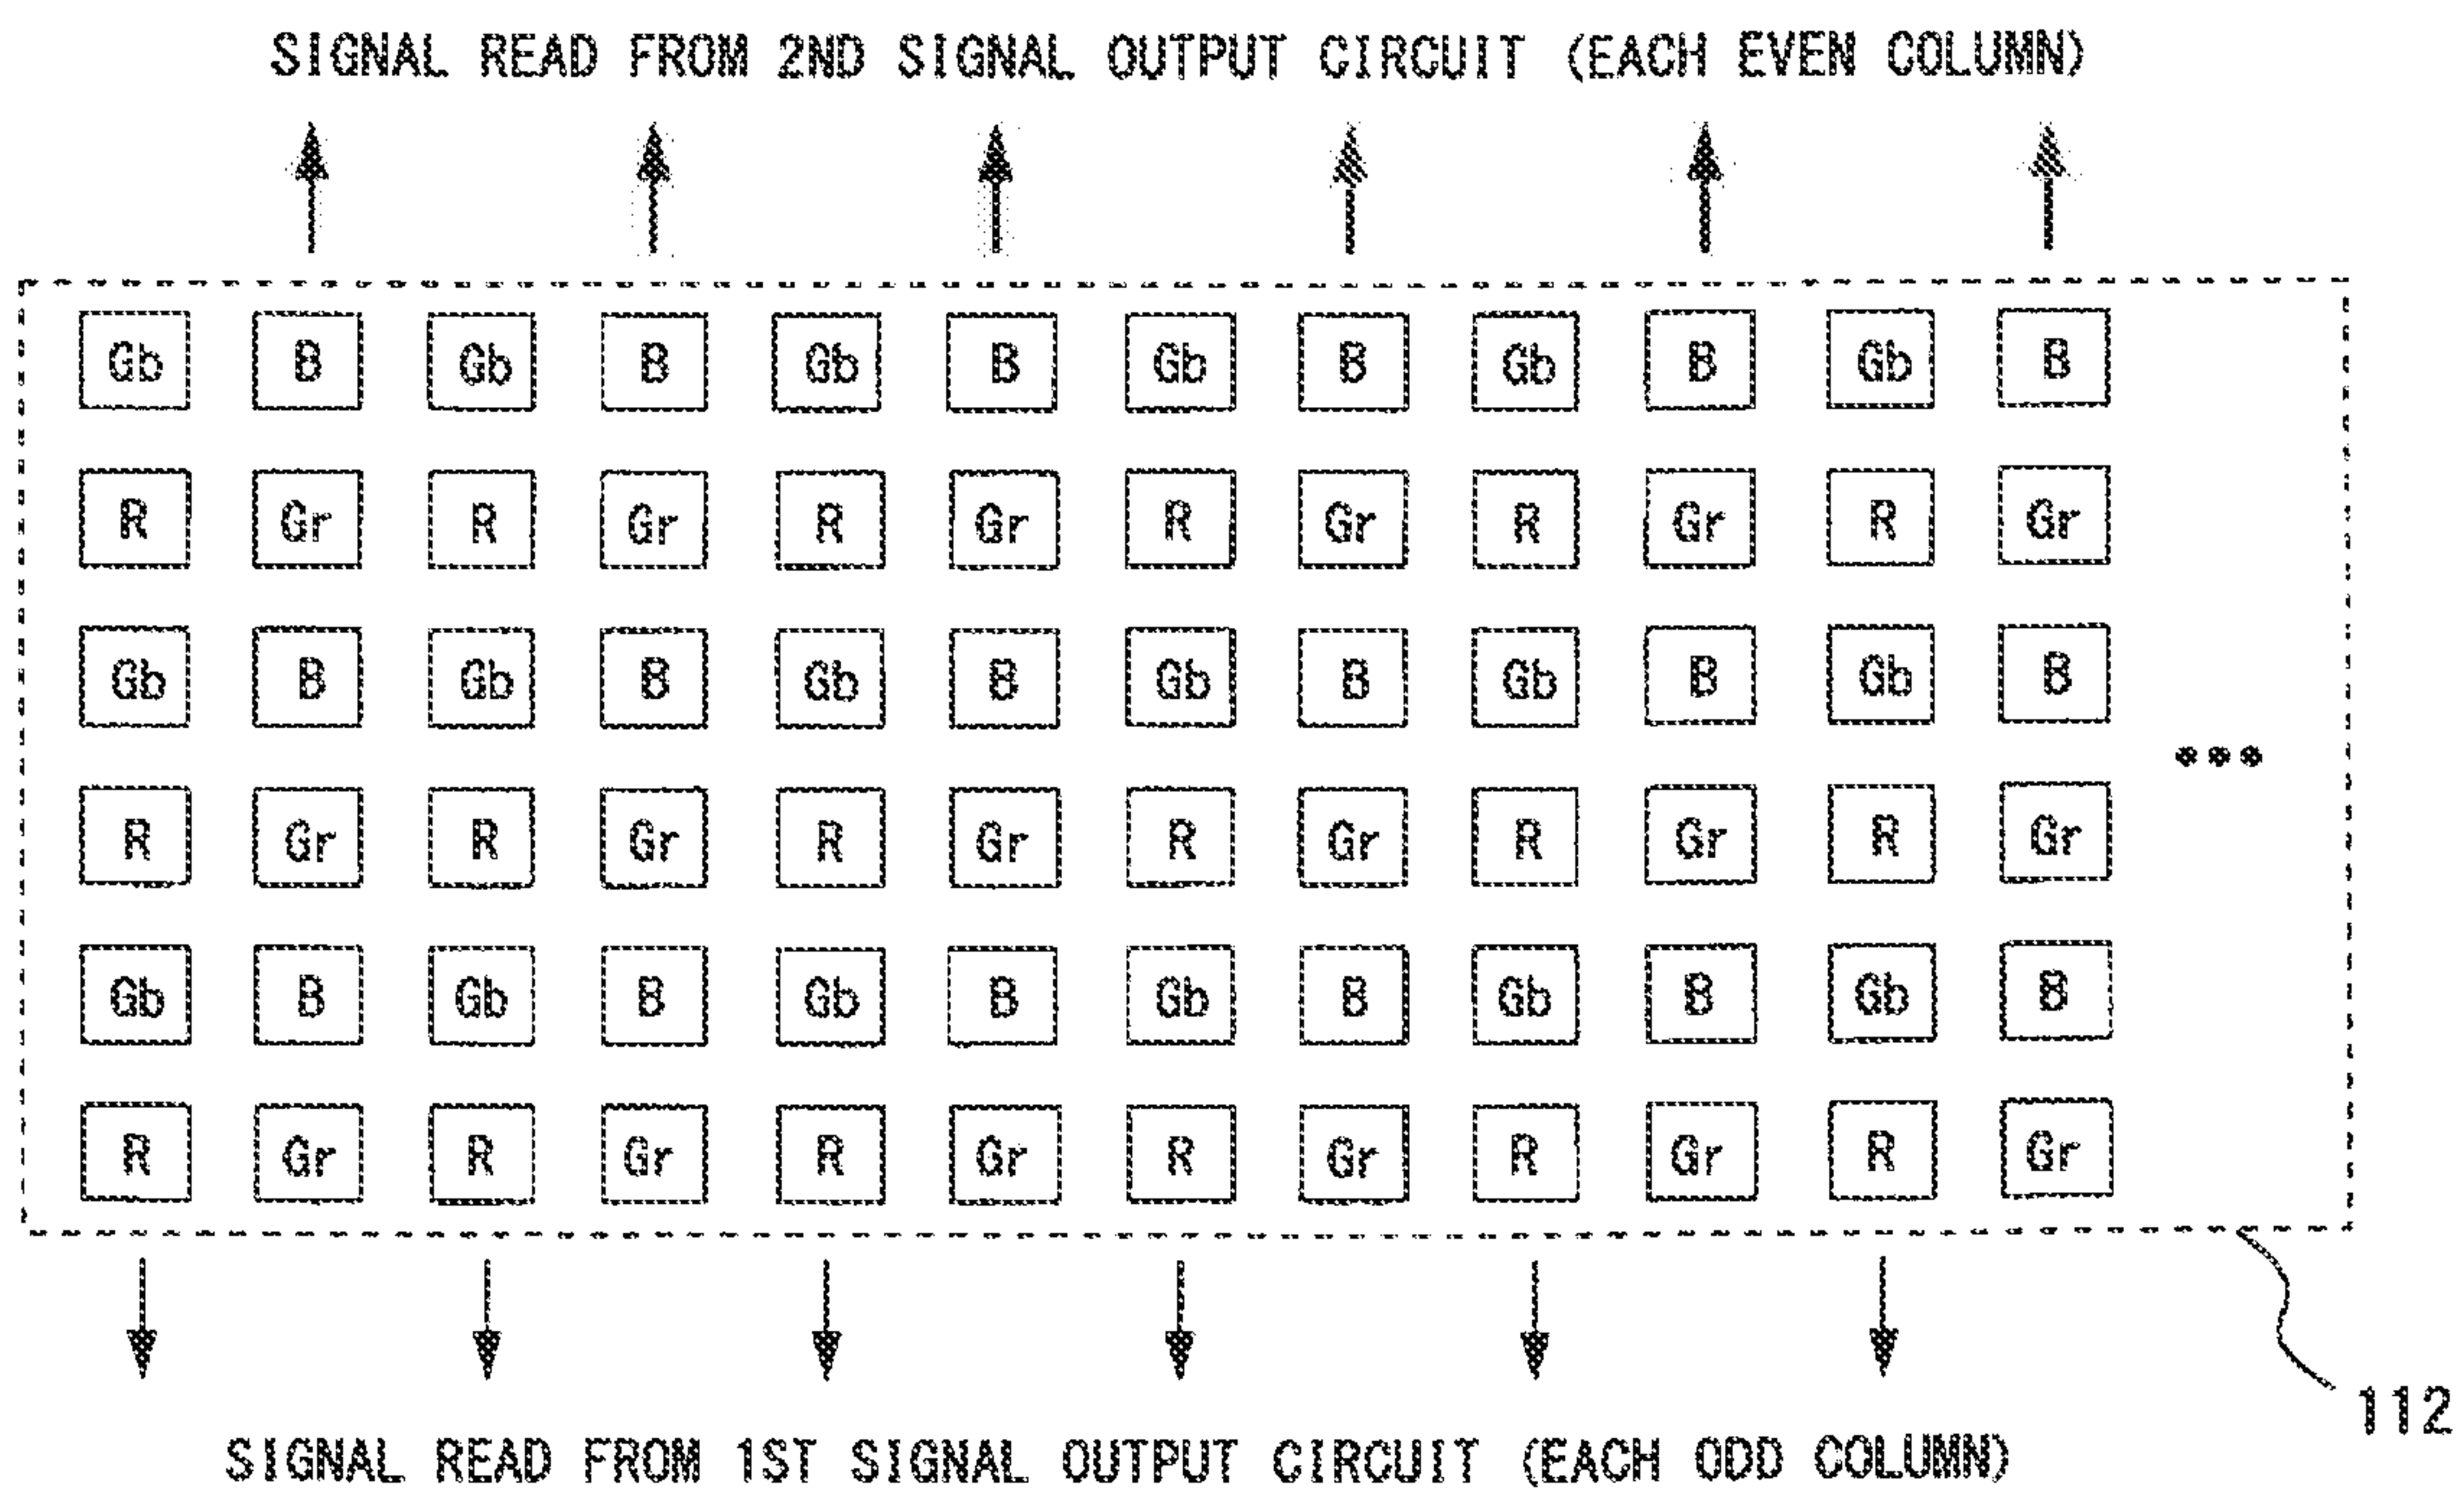 SIGNAL READ FROM 2ND SIGNAL OUTPUT CIRCUIT (EACH EVEN COLUMN)
Gb B Gb B Gb B Gb B Gb B Gb B
R Gr R Gr R Gr R Gr R Gr R Gr
Gb B Gb B Gb B Gb B Gb B Gb B
•••
R Gr R Gr R Gr R Gr R Gr R Gr
Gb B Gb B Gb B Gb B Gb B Gb B
R Gr R Gr R Gr R Gr R Gr R Gr
112
SIGNAL READ FROM 1ST SIGNAL OUTPUT CIRCUIT (EACH ODD COLUMN)